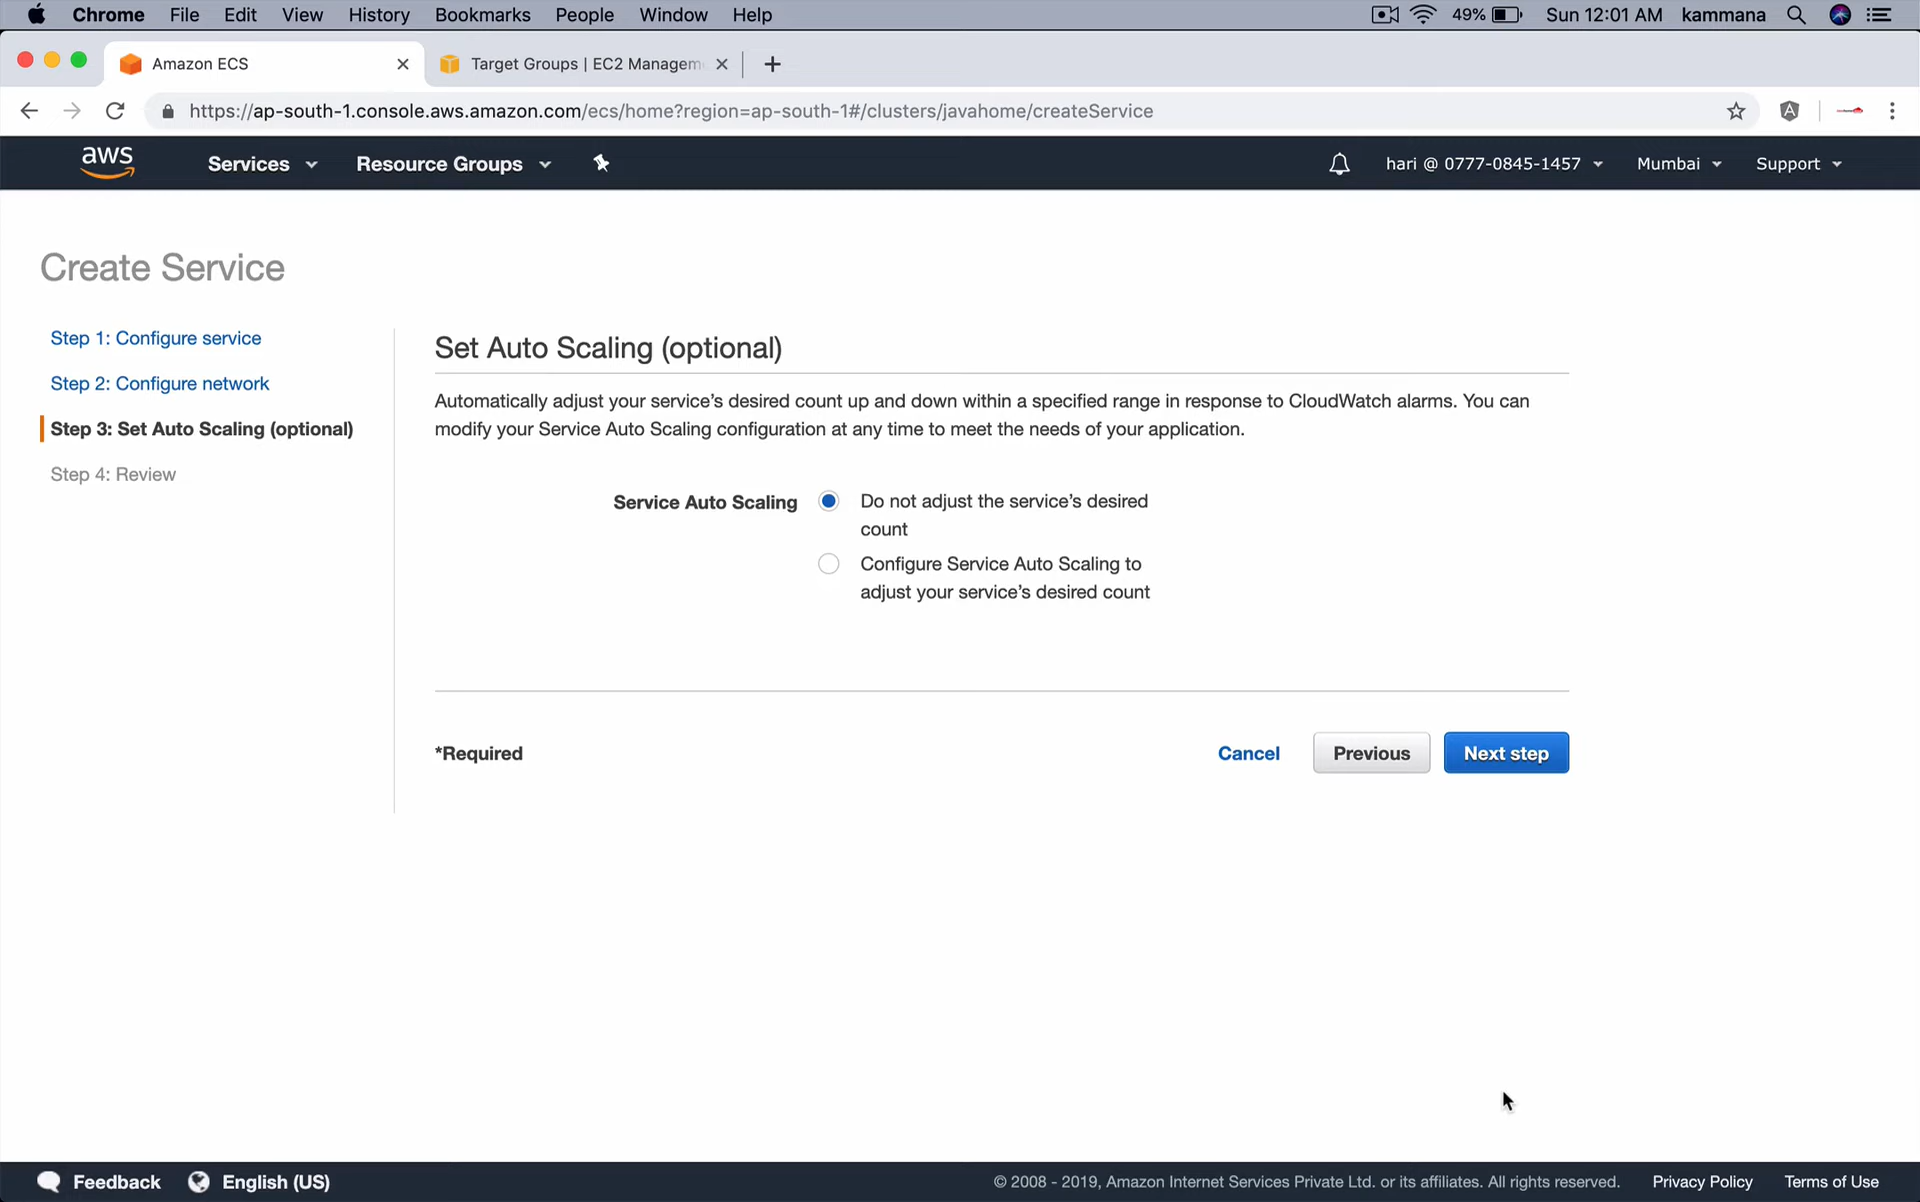 Chrome File Edit View History Bookmarks People Window Help 49% Sun 12:01 AM kammana
Amazon ECS Target Groups | EC2 Managem
https://ap-south-1.console.aws.amazon.com/ecs/home?region=ap-south-1#/clusters/javahome/createService
aws Services Resource Groups hari @ 0777-0845-1457 Mumbai Support
Create Service
Step 1: Configure service
Step 2: Configure network
Step 3: Set Auto Scaling (optional)
Step 4: Review
Set Auto Scaling (optional)
Automatically adjust your service’s desired count up and down within a specified range in response to CloudWatch alarms. You can
modify your Service Auto Scaling configuration at any time to meet the needs of your application.
Service Auto Scaling
Do not adjust the service’s desired
count
Configure Service Auto Scaling to
adjust your service’s desired count
*Required Cancel Previous Next step
Feedback English (US) © 2008 - 2019, Amazon Internet Services Private Ltd. or its affiliates. All rights reserved. Privacy Policy Terms of Use